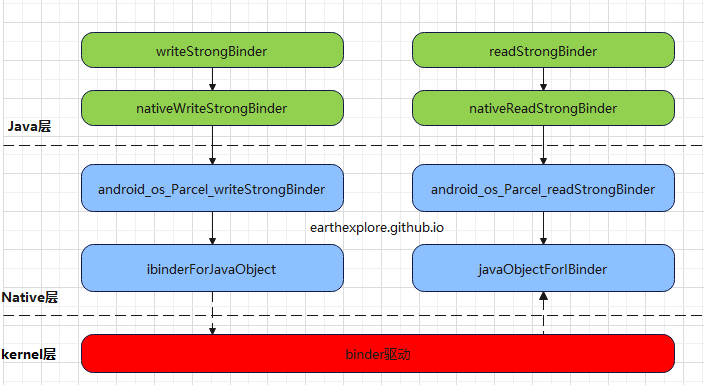 writeStrongBinder
readStrongBinder
nativeWriteStrongBinder
nativeReadStrongBinder
Java层
android_os_Parcel_writeStrongBinder
android_os_Parcel_readStrongBinder
earthexplore.github.io
ibinderForJavaObject
javaObjectForIBinder
Native层
kernel层
binder驱动